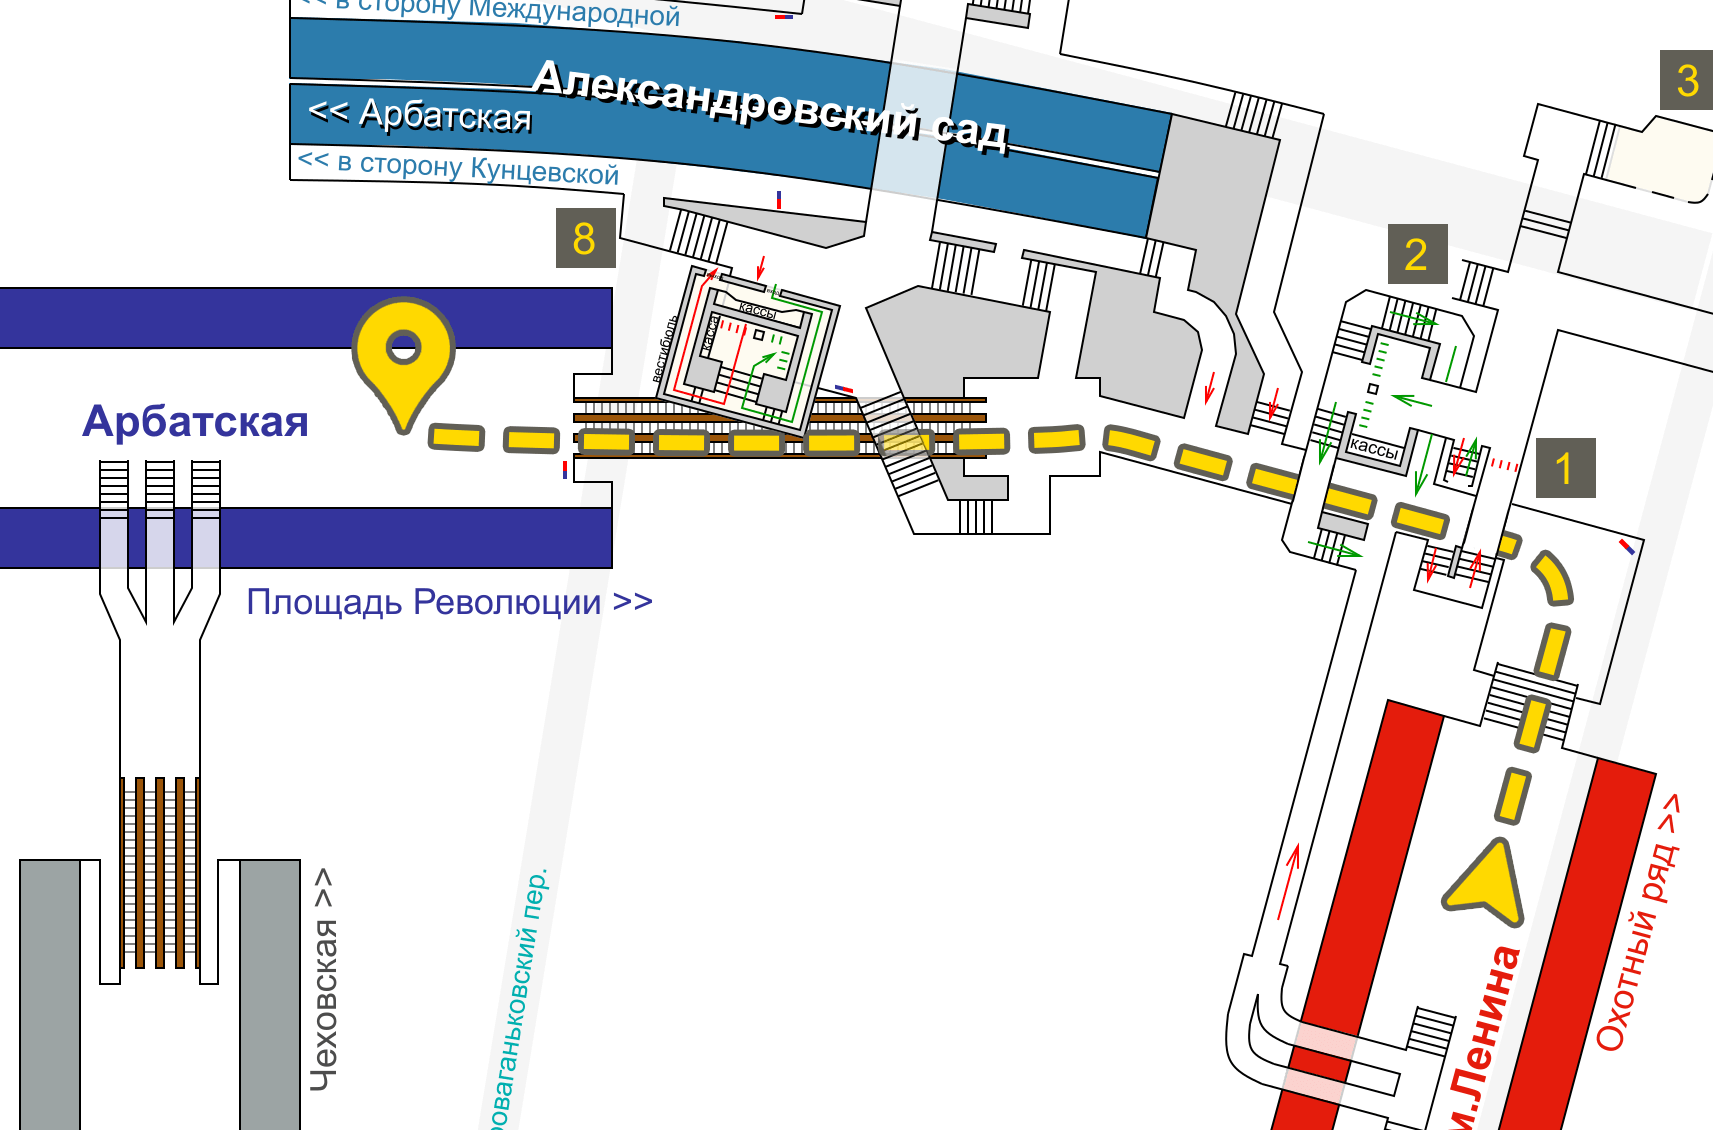 << в сторону Международной
Александровский сад
<< Арбатская
<< в сторону Кунцевской
3
8
2
1
кассы
касса
вестибюль
кассы
Арбатская
Площадь Революции >>
Чеховская >>
роваганьковский пер.
Охотный ряд >>
м.Ленина